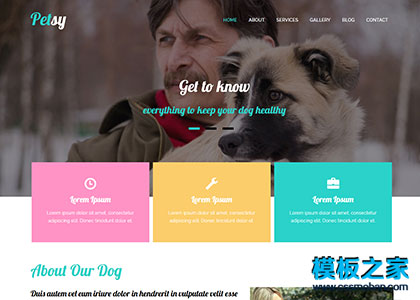 Petsy
HOME ABOUT SERVICES GALLERY BLOG CONTACT
Get to know
everything to keep your dog healthy
Lorem Ipsum
Lorem ipsum dolor sit amet, consectetur
adipiscing elit. Donec tincidunt dolor elit.
Lorem Ipsum
Lorem ipsum dolor sit amet, consectetur
adipiscing elit. Donec tincidunt dolor elit.
Lorem Ipsum
Lorem ipsum dolor sit amet, consectetur
adipiscing elit. Donec tincidunt dolor elit.
About Our Dog
Duis autem vel eum iriure dolor in hendrerit in vulputate velit esse
模板之家
www.cssmoban.com